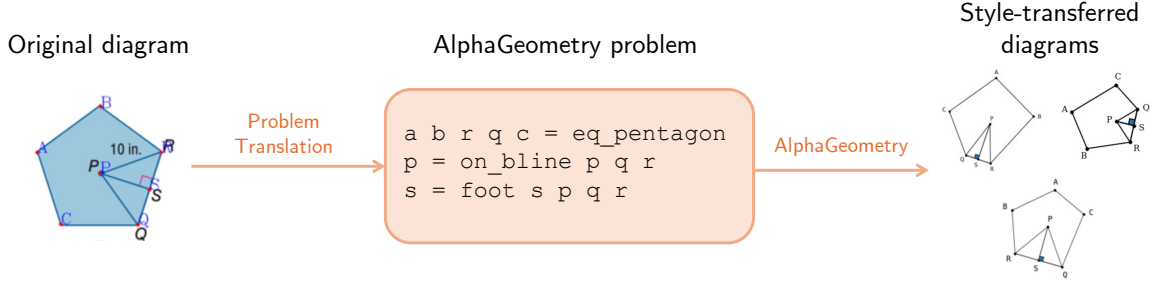 Original diagram
AlphaGeometry problem
Style-transferred
diagrams
B
A
10 in.
R
P
P
S
S
C
Q
Q
Problem
Translation
a b r q c = eq_pentagon
p = on_bline p q r
s = foot s p q r
AlphaGeometry
A
C
B
P
Q
S
R
C
A
Q
P
S
B
R
A
B
C
P
R
S
Q